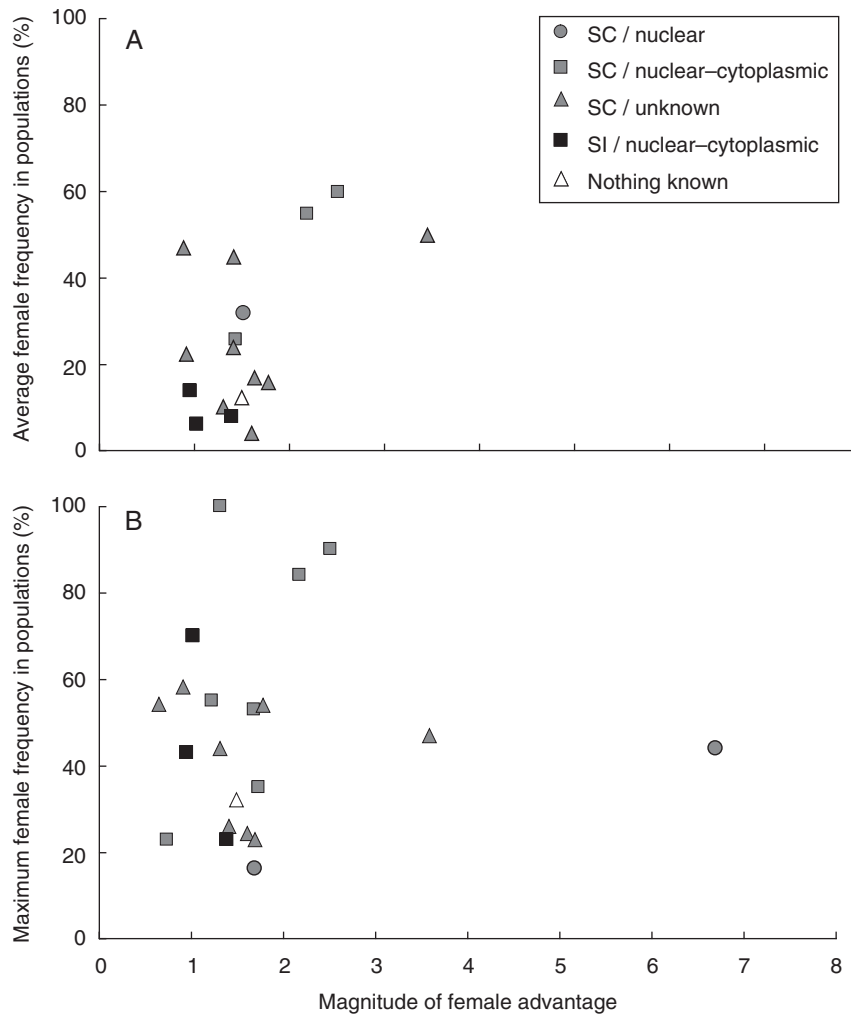 A
Average female frequency in populations (%)
100
80
60
40
20
0
SC / nuclear
SC / nuclear–cytoplasmic
SC / unknown
SI / nuclear–cytoplasmic
Nothing known
B
Maximum female frequency in populations (%)
100
80
60
40
20
0
0 1 2 3 4 5 6 7 8
Magnitude of female advantage